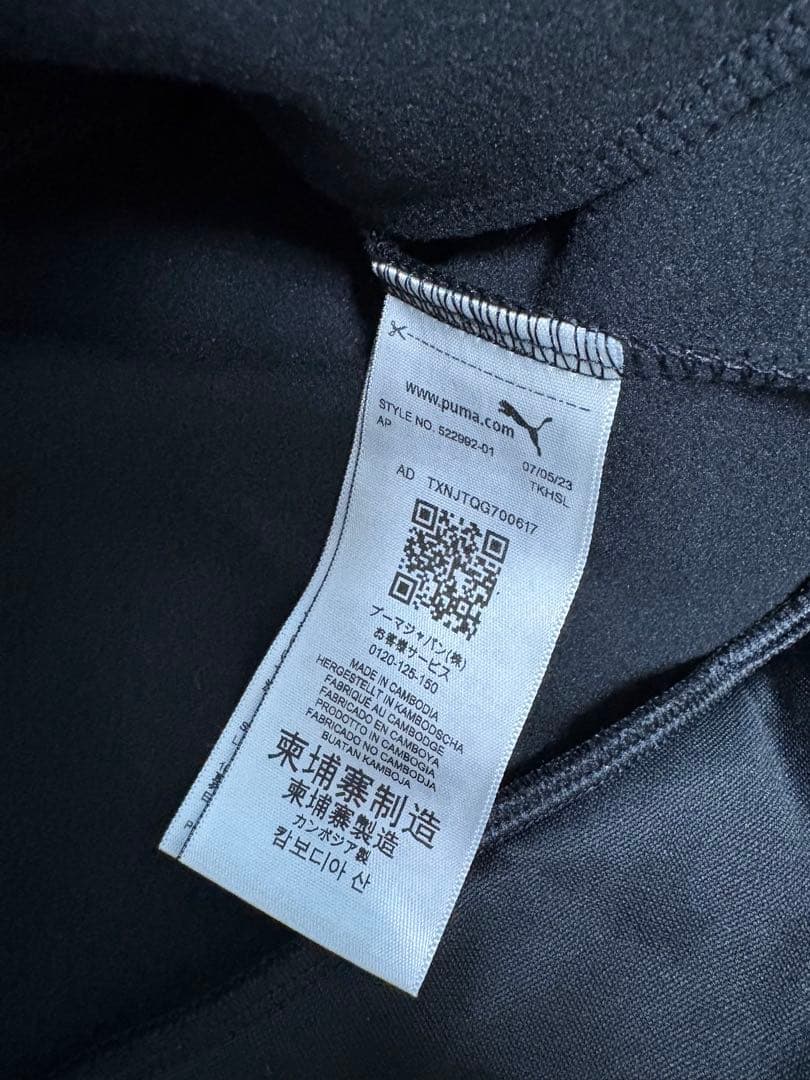 www.puma.com
STYLE NO. 522992-01 07/05/23
AP TKHSL
AD TXNJTQG700617
プーマジャパン(株)
お客様サービス
0120-125-150
MADE IN CAMBODIA
HERGESTELLT IN KAMBODSCHA
FABRIQUÉ AU CAMBODGE
FABRICADO EN CAMBOYA
PRODOTTO IN CAMBOGIA
FABRICADO NO CAMBODJA
BUATAN KAMBOJA
柬埔寨制造
柬埔寨製造
カンボジア製
캄보디아 산